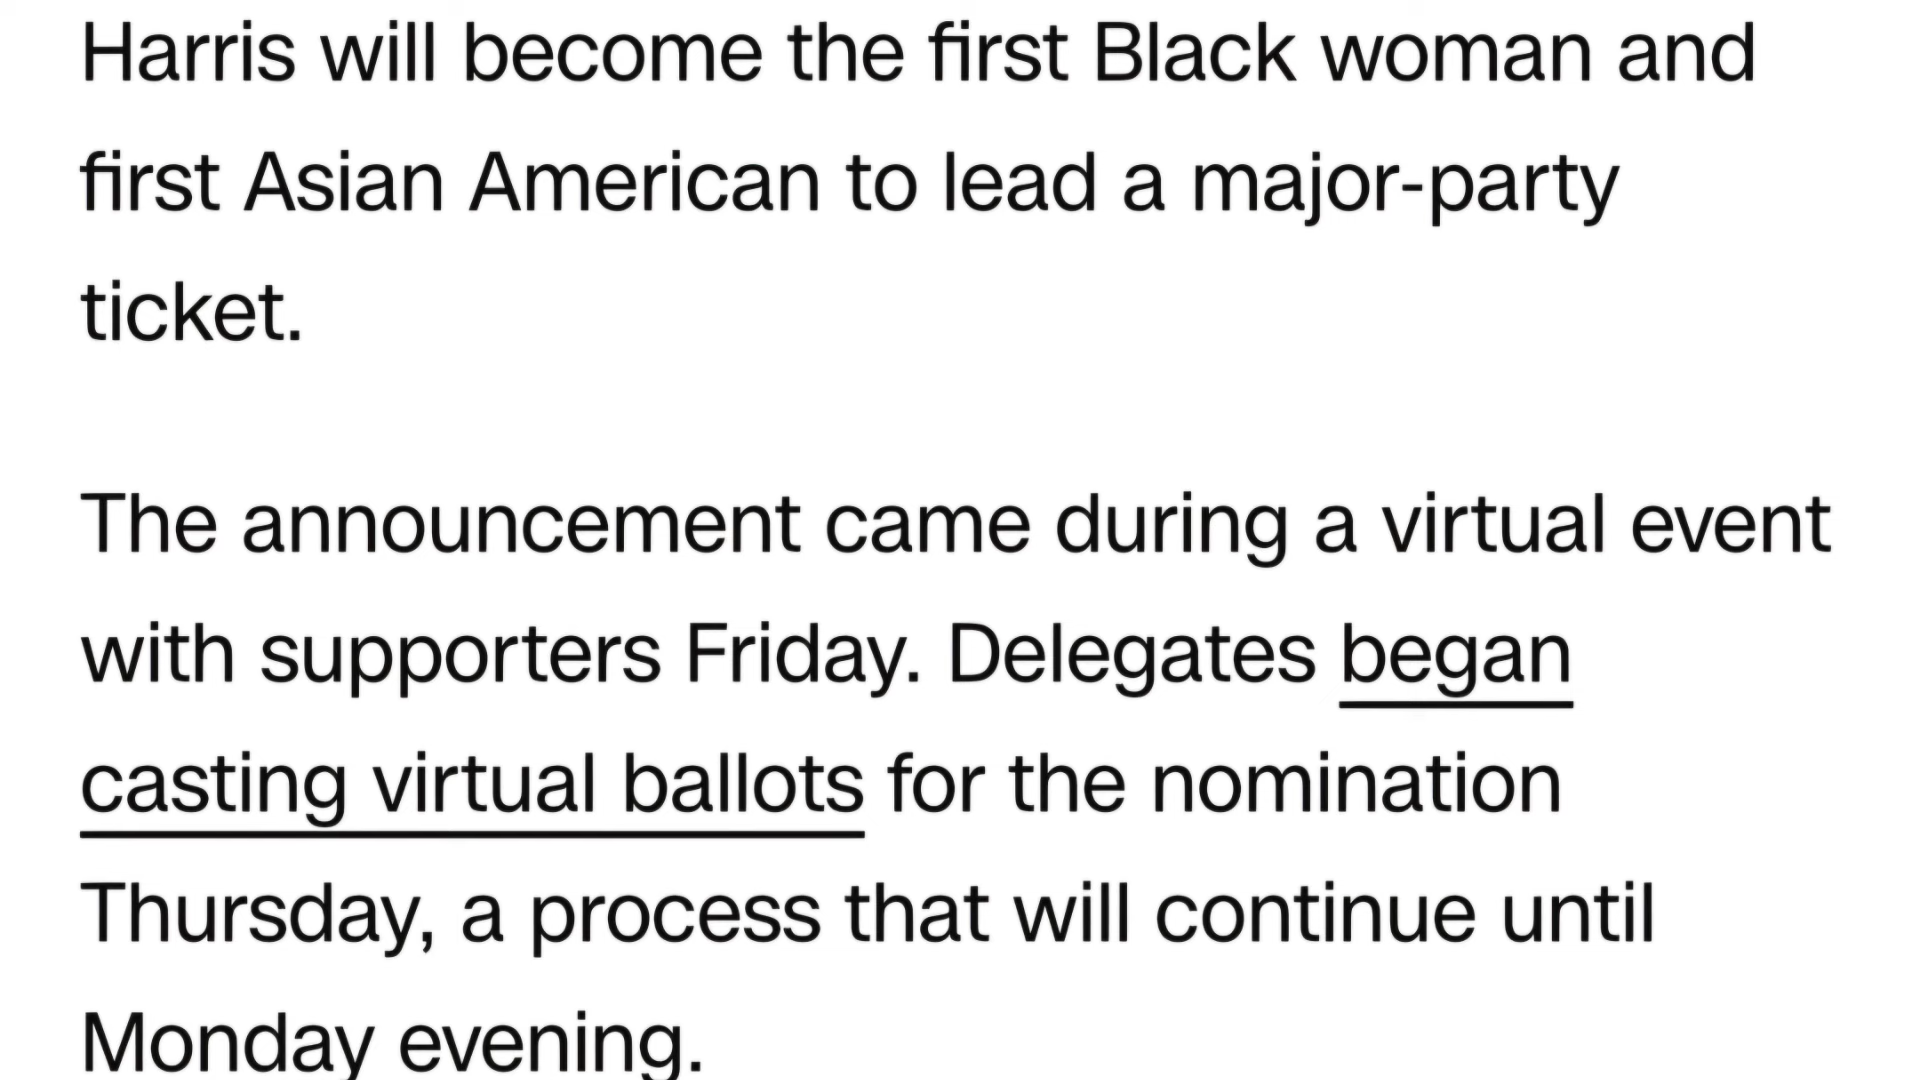 Harris will become the first Black woman and
first Asian American to lead a major-party
ticket.
The announcement came during a virtual event
with supporters Friday. Delegates began
casting virtual ballots for the nomination
Thursday, a process that will continue until
Monday evening.